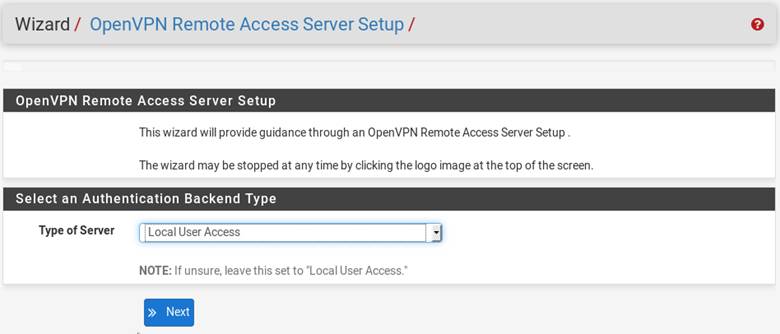 Wizard / OpenVPN Remote Access Server Setup /
OpenVPN Remote Access Server Setup
This wizard will provide guidance through an OpenVPN Remote Access Server Setup .
The wizard may be stopped at any time by clicking the logo image at the top of the screen.
Select an Authentication Backend Type
Type of Server
Local User Access
NOTE: If unsure, leave this set to "Local User Access."
» Next